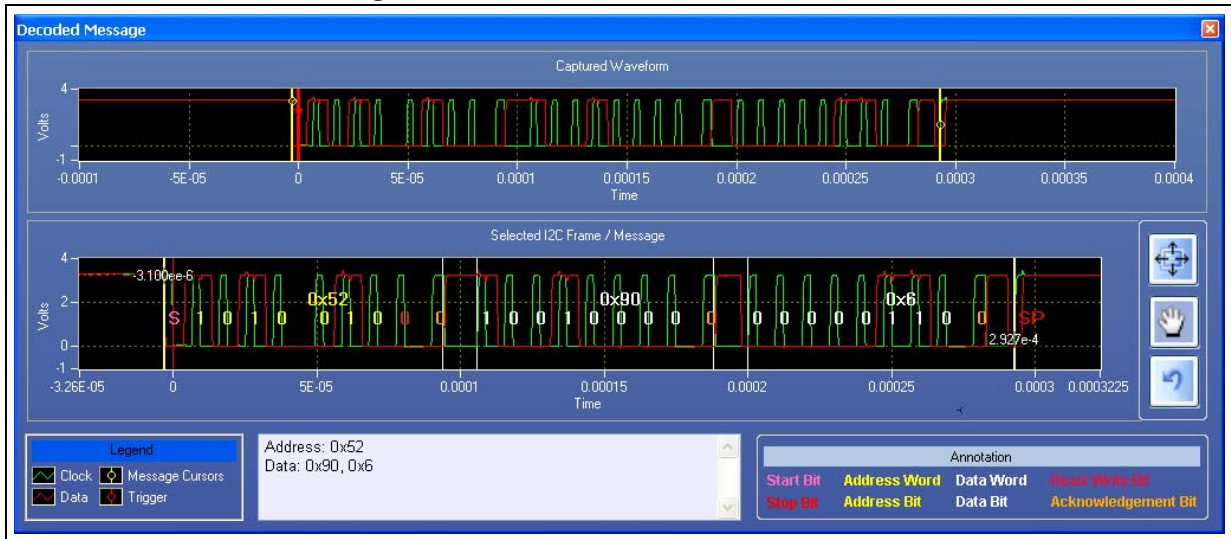 Decoded Message
Captured Waveform
4
Volts
-1
-0.0001 -5E-05 0 5E-05 0.0001 0.00015 0.0002 0.00025 0.0003 0.00035 0.0004
Time
Selected I2C Frame / Message
4
-3.100ee-6
0x52 0x90 0x6
2
Volts
S 1 0 1 0 0 1 0 0 0 1 0 0 1 0 0 0 0 0 0 0 0 0 0 1 1 0 0 SP
0
2.927e-4
-1
-3.26E-05 0 5E-05 0.0001 0.00015 0.0002 0.00025 0.0003 0.0003225
Time
Legend
Clock Message Cursors
Data Trigger
Address: 0x52
Data: 0x90, 0x6
Annotation
Start Bit Address Word Data Word Read/Write Bit
Stop Bit Address Bit Data Bit Acknowledgement Bit